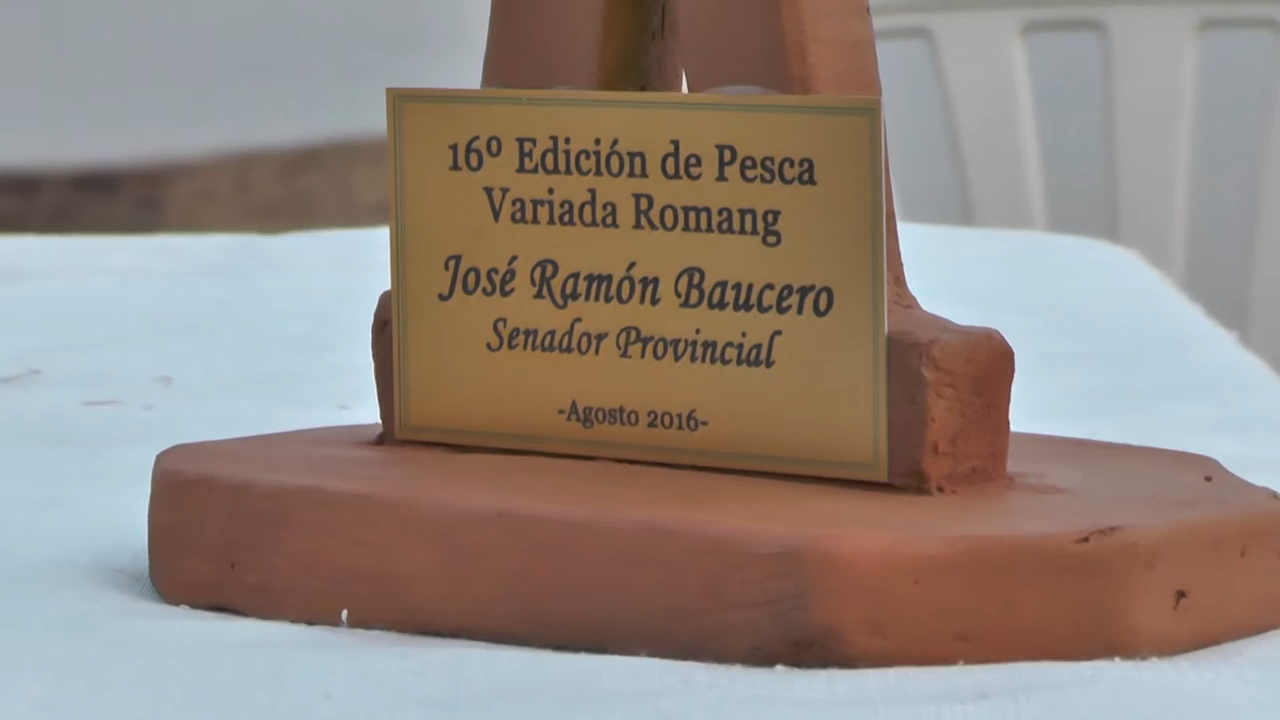 16º Edición de Pesca
Variada Romang
José Ramón Baucero
Senador Provincial
-Agosto 2016-